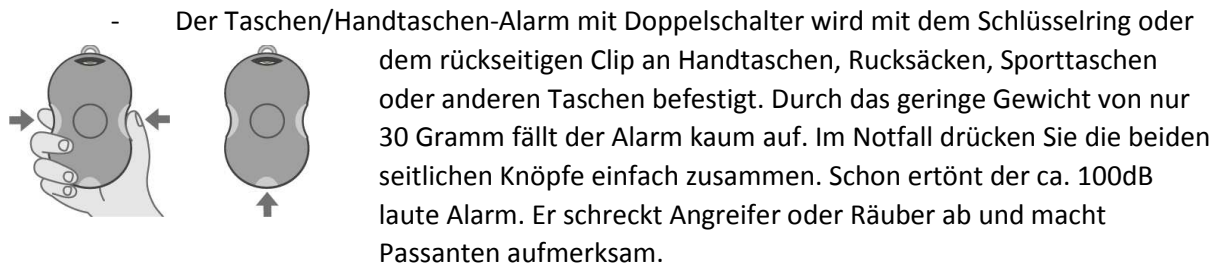 - Der Taschen/Handtaschen-Alarm mit Doppelschalter wird mit dem Schlüsselring oder
dem rückseitigen Clip an Handtaschen, Rucksäcken, Sporttaschen
oder anderen Taschen befestigt. Durch das geringe Gewicht von nur
30 Gramm fällt der Alarm kaum auf. Im Notfall drücken Sie die beiden
seitlichen Knöpfe einfach zusammen. Schon ertönt der ca. 100dB
laute Alarm. Er schreckt Angreifer oder Räuber ab und macht
Passanten aufmerksam.